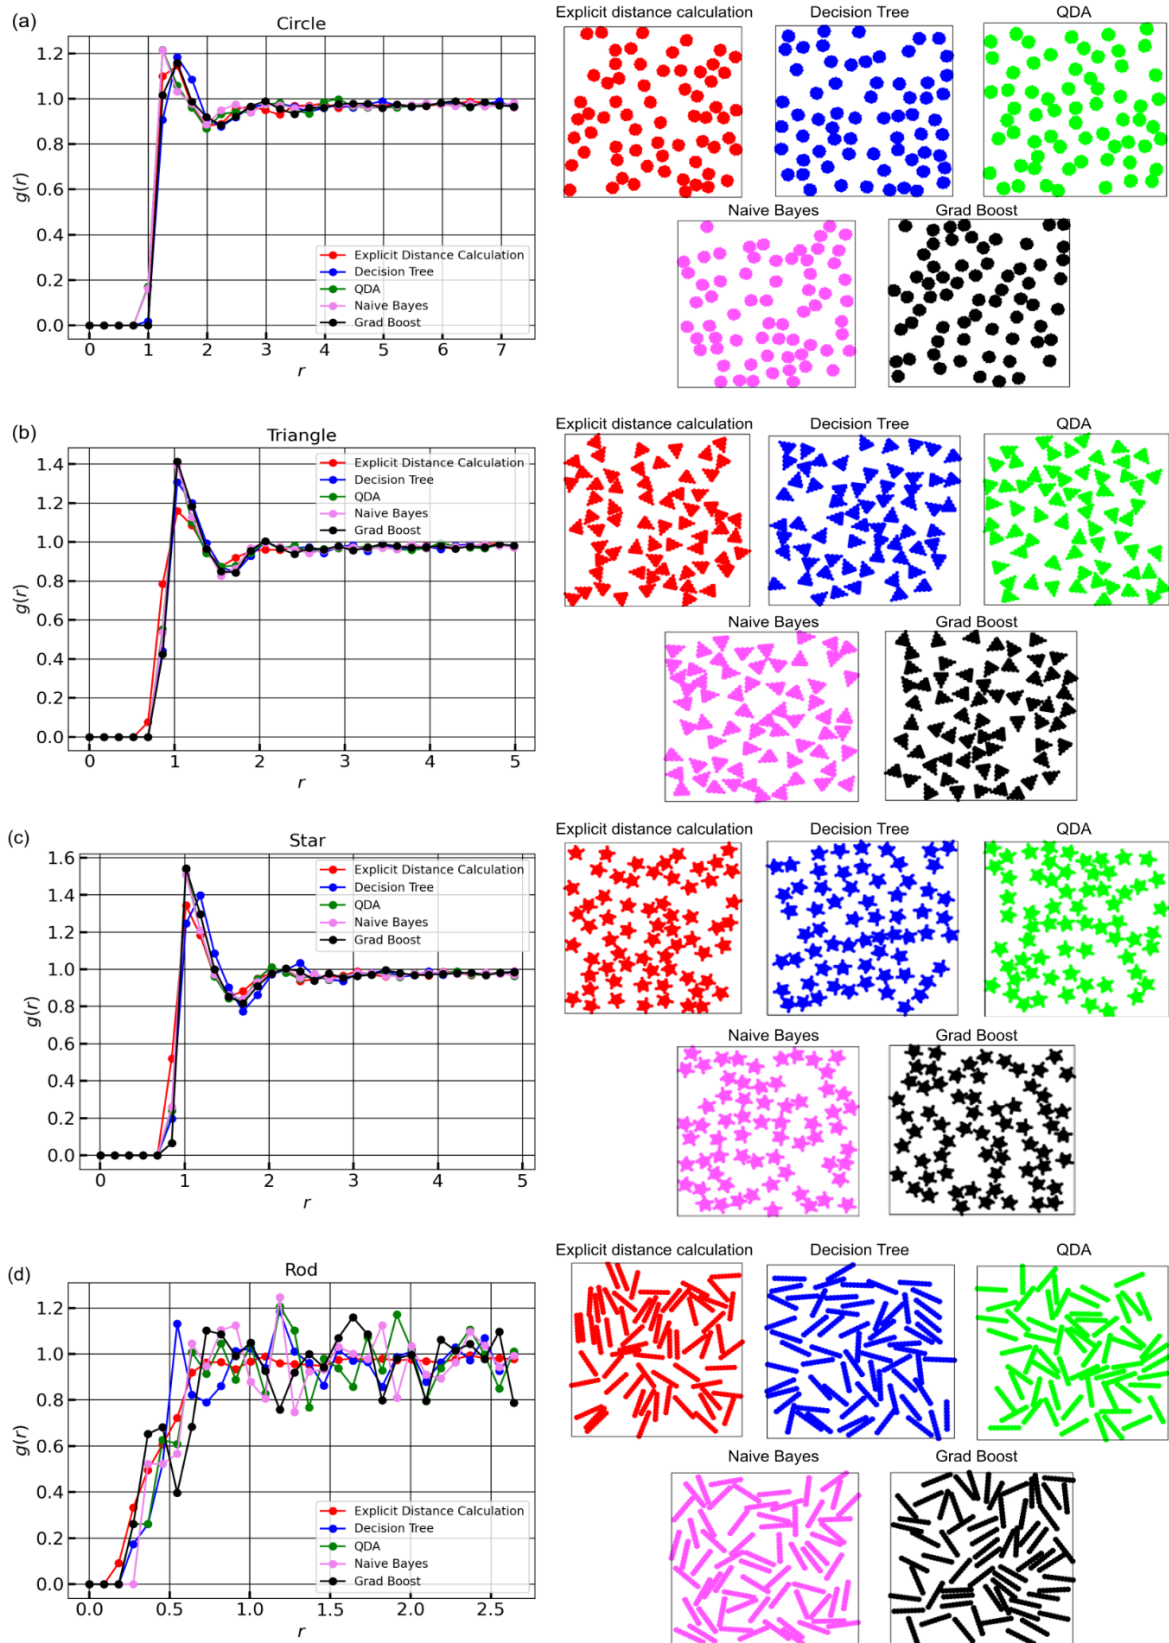 (a)
Circle
1.2
1.0
0.8
0.6
0.4
0.2
0.0
g(r)
Explicit Distance Calculation
Decision Tree
QDA
Naive Bayes
Grad Boost
0 1 2 3 4 5 6 7
r
Explicit distance calculation Decision Tree QDA
Naive Bayes Grad Boost
(b)
Triangle
1.4
1.2
1.0
0.8
0.6
0.4
0.2
0.0
g(r)
Explicit Distance Calculation
Decision Tree
QDA
Naive Bayes
Grad Boost
0 1 2 3 4 5
r
Explicit distance calculation Decision Tree QDA
Naive Bayes Grad Boost
(c)
Star
1.6
1.4
1.2
1.0
0.8
0.6
0.4
0.2
0.0
g(r)
Explicit Distance Calculation
Decision Tree
QDA
Naive Bayes
Grad Boost
0 1 2 3 4 5
r
Explicit distance calculation Decision Tree QDA
Naive Bayes Grad Boost
(d)
Rod
1.2
1.0
0.8
0.6
0.4
0.2
0.0
g(r)
Explicit Distance Calculation
Decision Tree
QDA
Naive Bayes
Grad Boost
0.0 0.5 1.0 1.5 2.0 2.5
r
Explicit distance calculation Decision Tree QDA
Naive Bayes Grad Boost